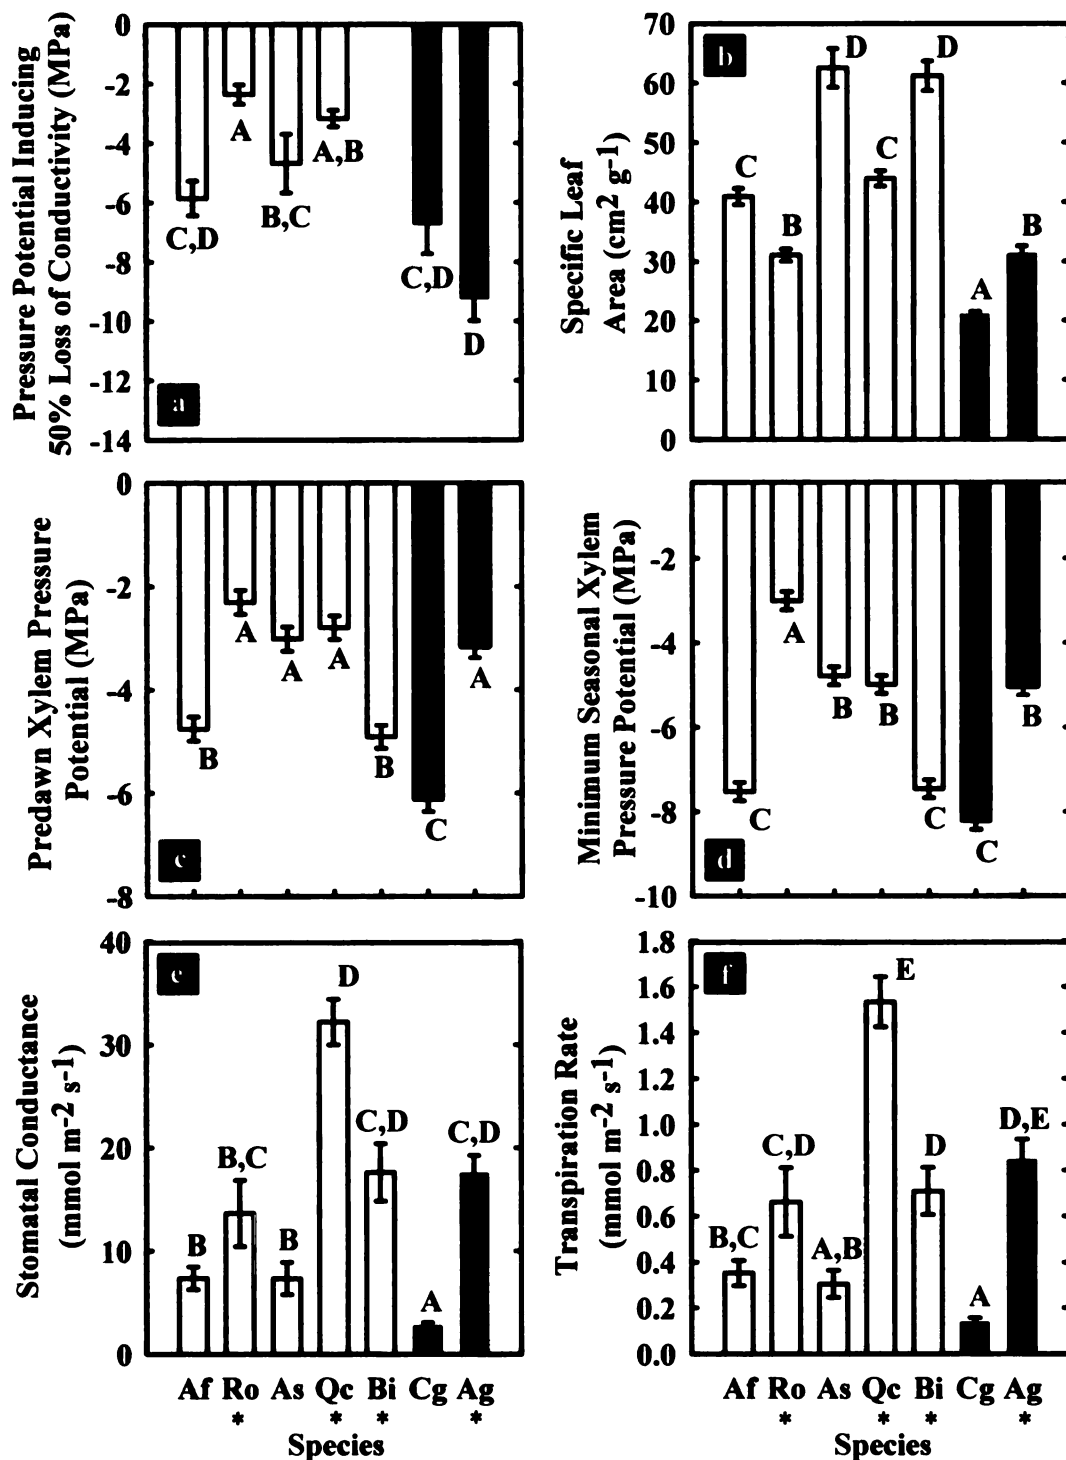 Pressure Potential Inducing
50% Loss of Conductivity (MPa)
0
-2
-4
-6
-8
-10
-12
-14
C,D
A
B,C
A,B
C,D
D
a
Specific Leaf
Area (cm² g⁻¹)
70
60
50
40
30
20
10
0
b
C
B
D
C
D
A
B
Predawn Xylem Pressure
Potential (MPa)
0
-2
-4
-6
-8
B
A
A
A
B
C
A
c
Minimum Seasonal Xylem
Pressure Potential (MPa)
-2
-4
-6
-8
-10
C
A
B
B
C
C
B
d
Stomatal Conductance
(mmol m⁻² s⁻¹)
40
30
20
10
0
e
B
B,C
B
D
C,D
A
C,D
Af Ro As Qc Bi Cg Ag
* * * *
Species
Transpiration Rate
(mmol m⁻² s⁻¹)
1.8
1.6
1.4
1.2
1.0
0.8
0.6
0.4
0.2
0.0
f
B,C
C,D
A,B
E
D
A
D,E
Af Ro As Qc Bi Cg Ag
* * * *
Species